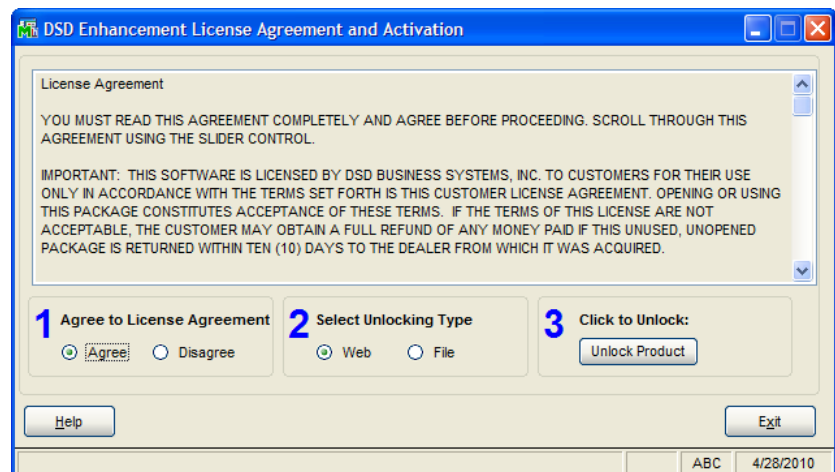 DSD Enhancement License Agreement and Activation
License Agreement
YOU MUST READ THIS AGREEMENT COMPLETELY AND AGREE BEFORE PROCEEDING. SCROLL THROUGH THIS
AGREEMENT USING THE SLIDER CONTROL.
IMPORTANT: THIS SOFTWARE IS LICENSED BY DSD BUSINESS SYSTEMS, INC. TO CUSTOMERS FOR THEIR USE
ONLY IN ACCORDANCE WITH THE TERMS SET FORTH IS THIS CUSTOMER LICENSE AGREEMENT. OPENING OR USING
THIS PACKAGE CONSTITUTES ACCEPTANCE OF THESE TERMS. IF THE TERMS OF THIS LICENSE ARE NOT
ACCEPTABLE, THE CUSTOMER MAY OBTAIN A FULL REFUND OF ANY MONEY PAID IF THIS UNUSED, UNOPENED
PACKAGE IS RETURNED WITHIN TEN (10) DAYS TO THE DEALER FROM WHICH IT WAS ACQUIRED.
1 Agree to License Agreement
Agree Disagree
2 Select Unlocking Type
Web File
3 Click to Unlock:
Unlock Product
Help Exit
ABC 4/28/2010